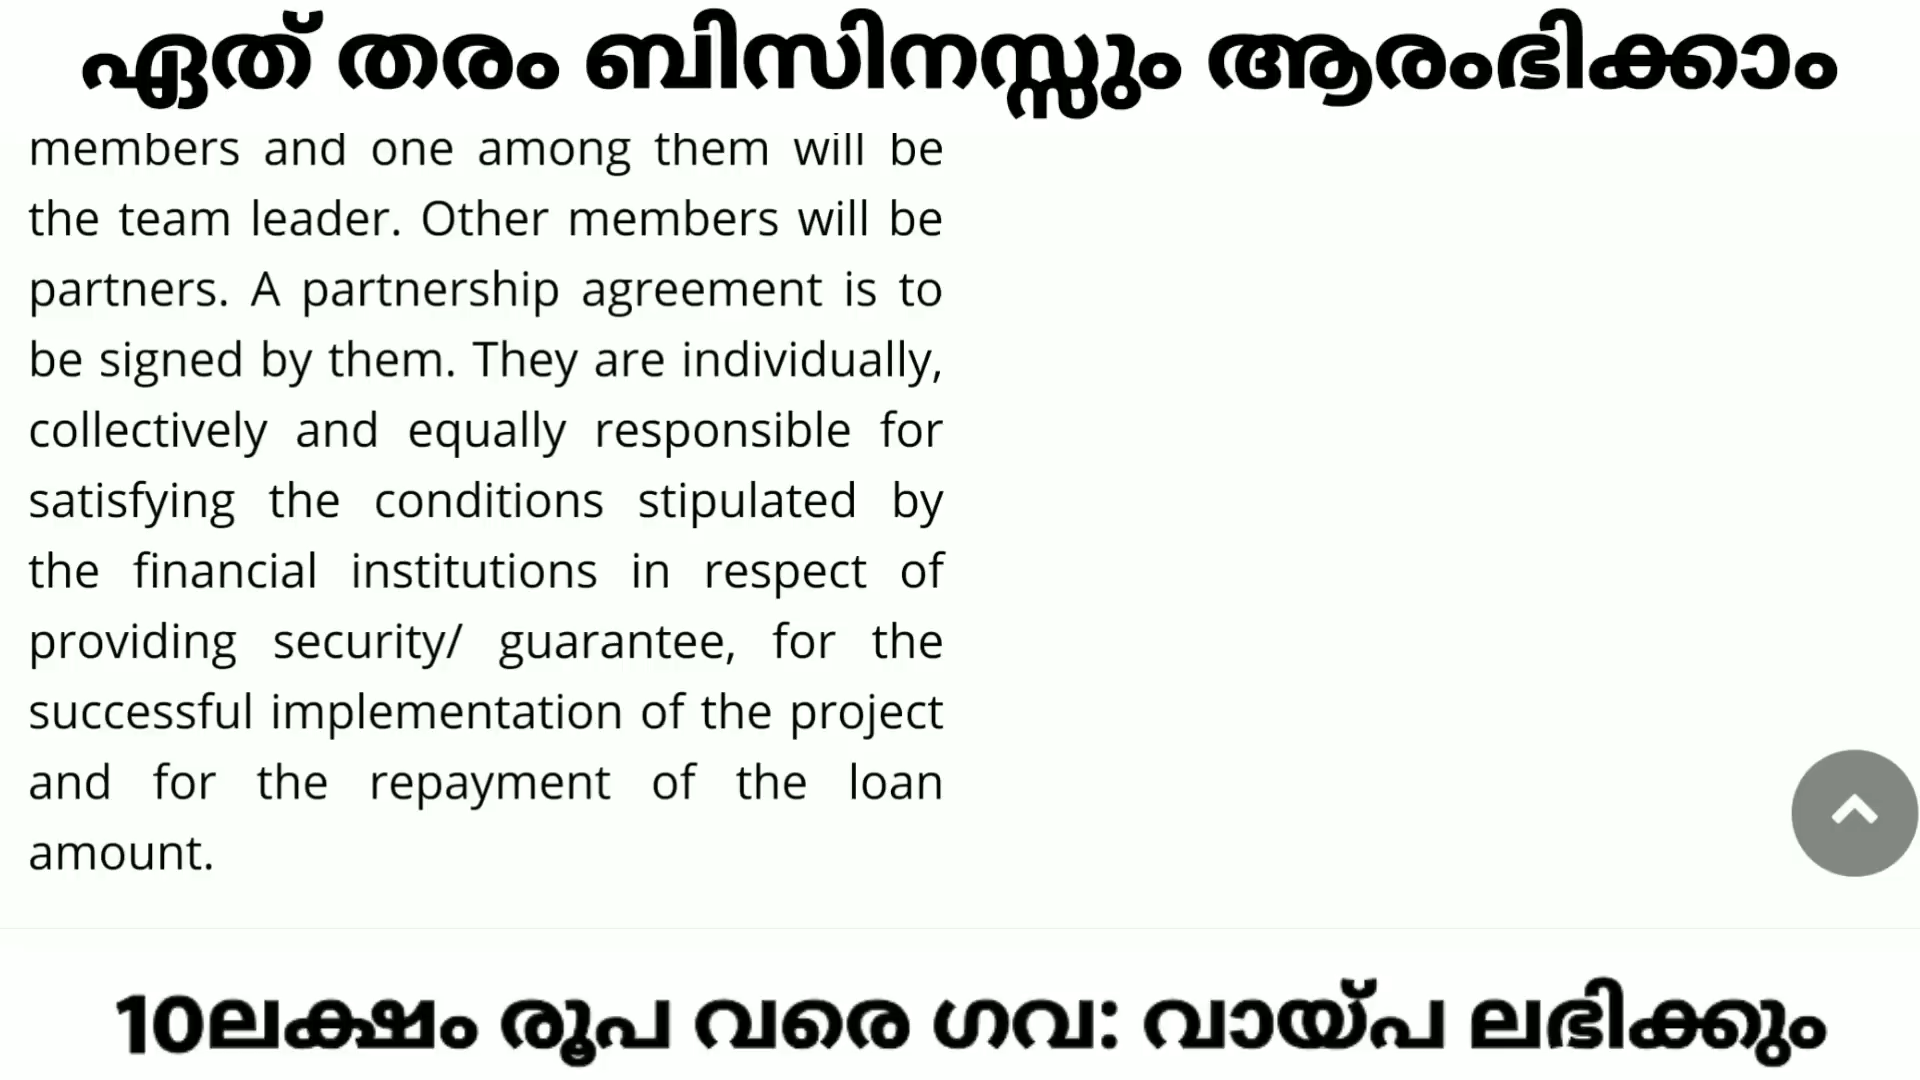 ഏത് തരം ബിസിനസ്സും ആരംഭിക്കാം
members and one among them will be
the team leader. Other members will be
partners. A partnership agreement is to
be signed by them. They are individually,
collectively and equally responsible for
satisfying the conditions stipulated by
the financial institutions in respect of
providing security/ guarantee, for the
successful implementation of the project
and for the repayment of the loan
amount.
10ലക്ഷം രൂപ വരെ ഗവ: വായ്പ ലഭിക്കും